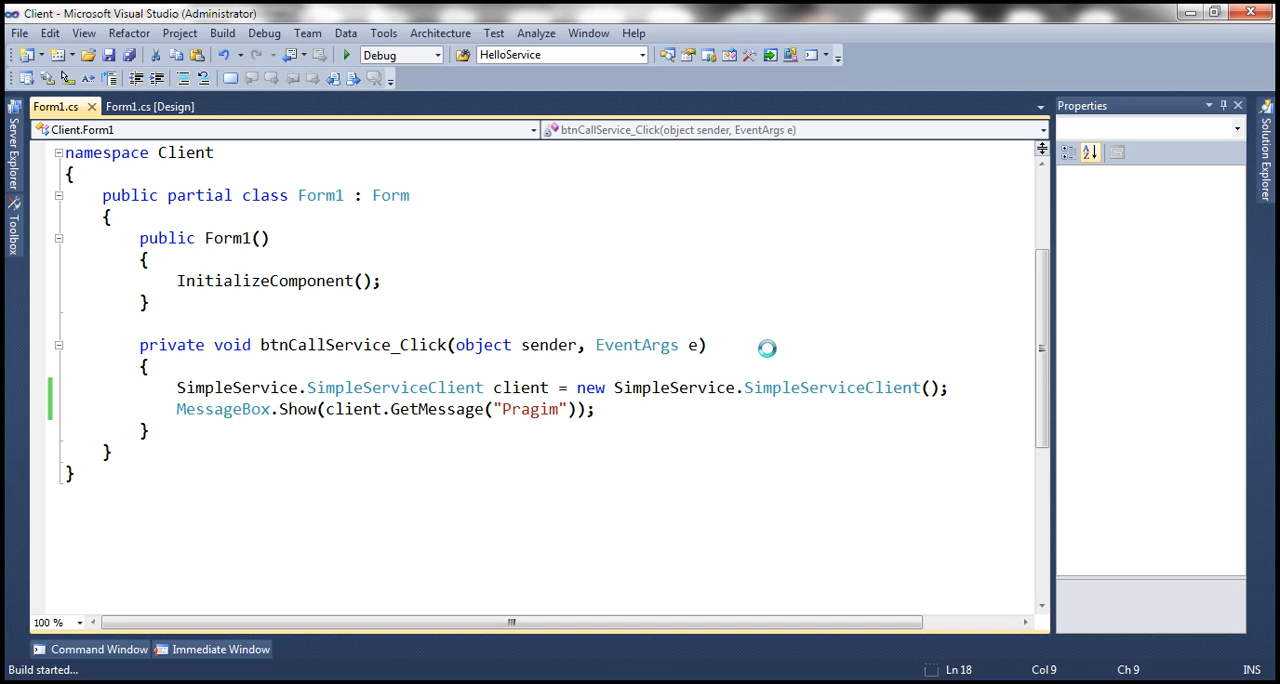 Client - Microsoft Visual Studio (Administrator)
File Edit View Refactor Project Build Debug Team Data Tools Architecture Test Analyze Window Help
Debug HelloService
Form1.cs Form1.cs [Design]
Properties
Client.Form1 btnCallService_Click(object sender, EventArgs e)
Server Explorer
Toolbox
Solution Explorer
namespace Client
{
public partial class Form1 : Form
{
public Form1()
{
InitializeComponent();
}
private void btnCallService_Click(object sender, EventArgs e)
{
SimpleService.SimpleServiceClient client = new SimpleService.SimpleServiceClient();
MessageBox.Show(client.GetMessage("Pragim"));
}
}
}
100 %
Command Window Immediate Window
Build started... Ln 18 Col 9 Ch 9 INS